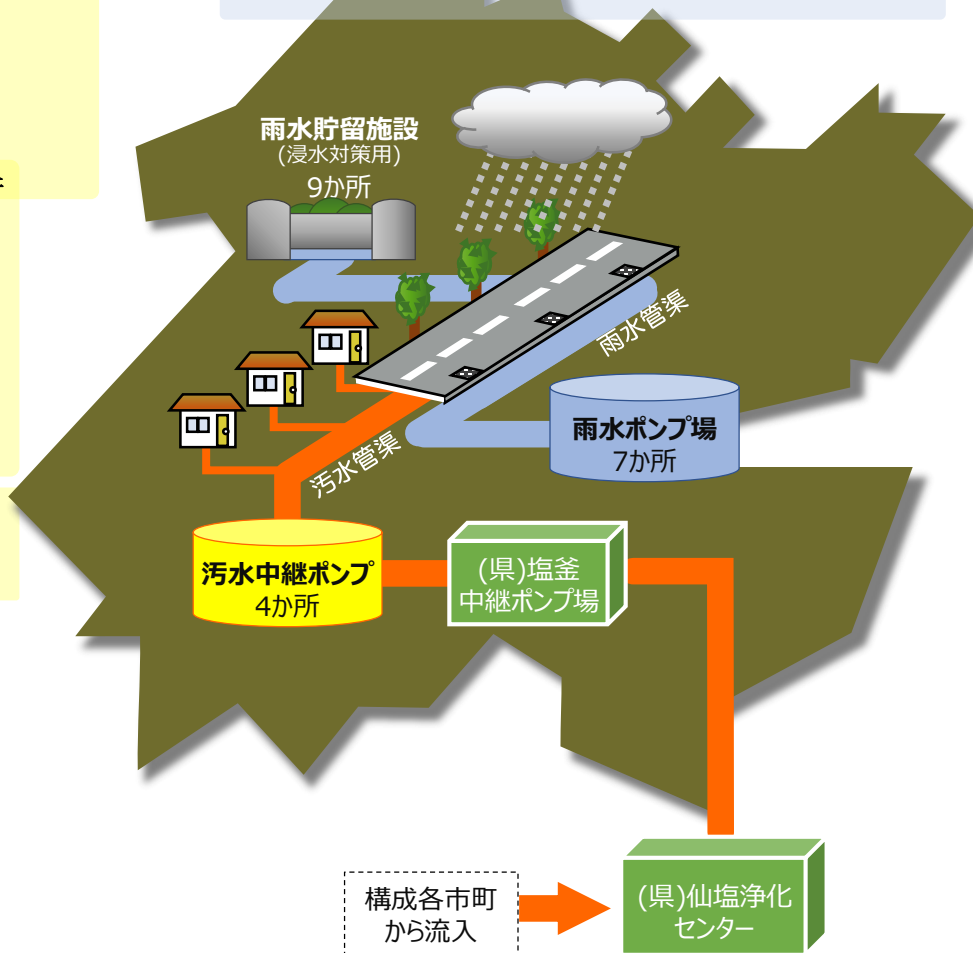 雨水貯留施設
(浸水対策用)
9か所
雨水管渠
雨水ポンプ場
7か所
汚水管渠
汚水中継ポンプ
4か所
(県)塩釜
中継ポンプ場
構成各市町
から流入
(県)仙塩浄化
センター